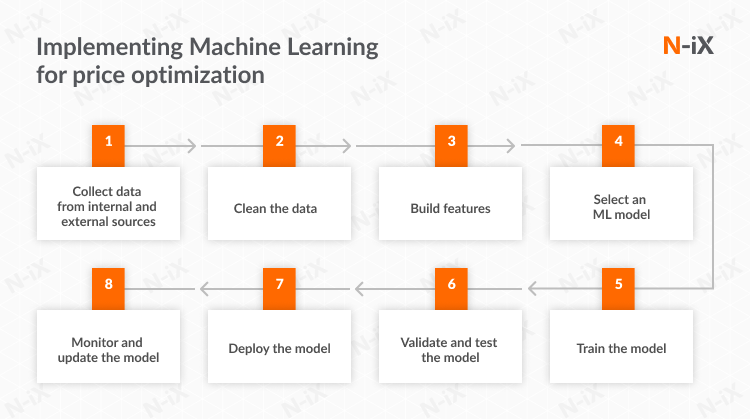 Implementing Machine Learning
for price optimization
N-iX
1
2
3
4
Collect data
from internal and
external sources
Clean the data
Build features
Select an
ML model
8
7
6
5
Monitor and
update the model
Deploy the model
Validate and test
the model
Train the model